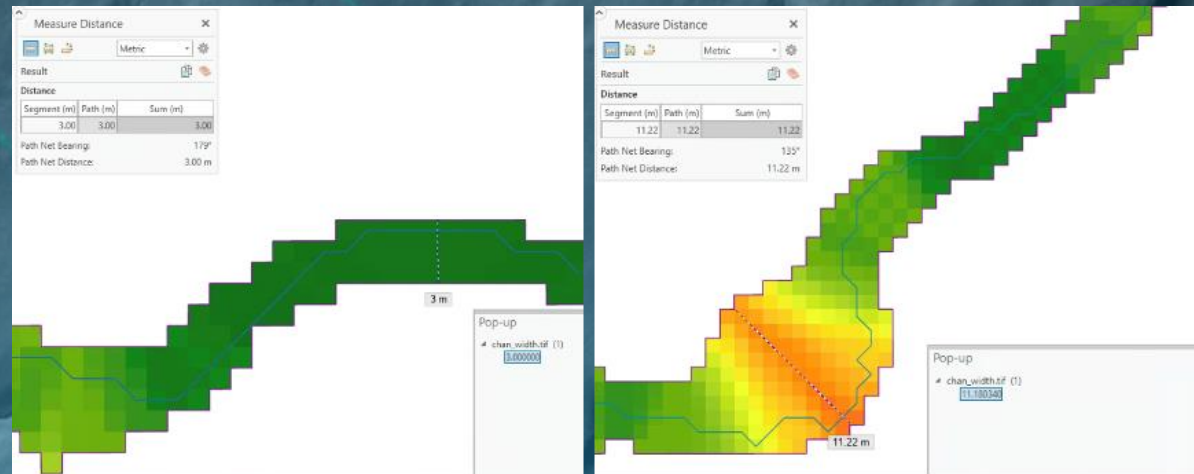 Measure Distance
Metric
Result
Distance
Segment (m) Path (m) Sum (m)
3.00 3.00 3.00
Path Net Bearing: 179°
Path Net Distance: 3.00 m
3 m
Pop-up
chan_width.tif (1)
3.000000
Measure Distance
Metric
Result
Distance
Segment (m) Path (m) Sum (m)
11.22 11.22 11.22
Path Net Bearing: 135°
Path Net Distance: 11.22 m
11.22 m
Pop-up
chan_width.tif (1)
11.180340